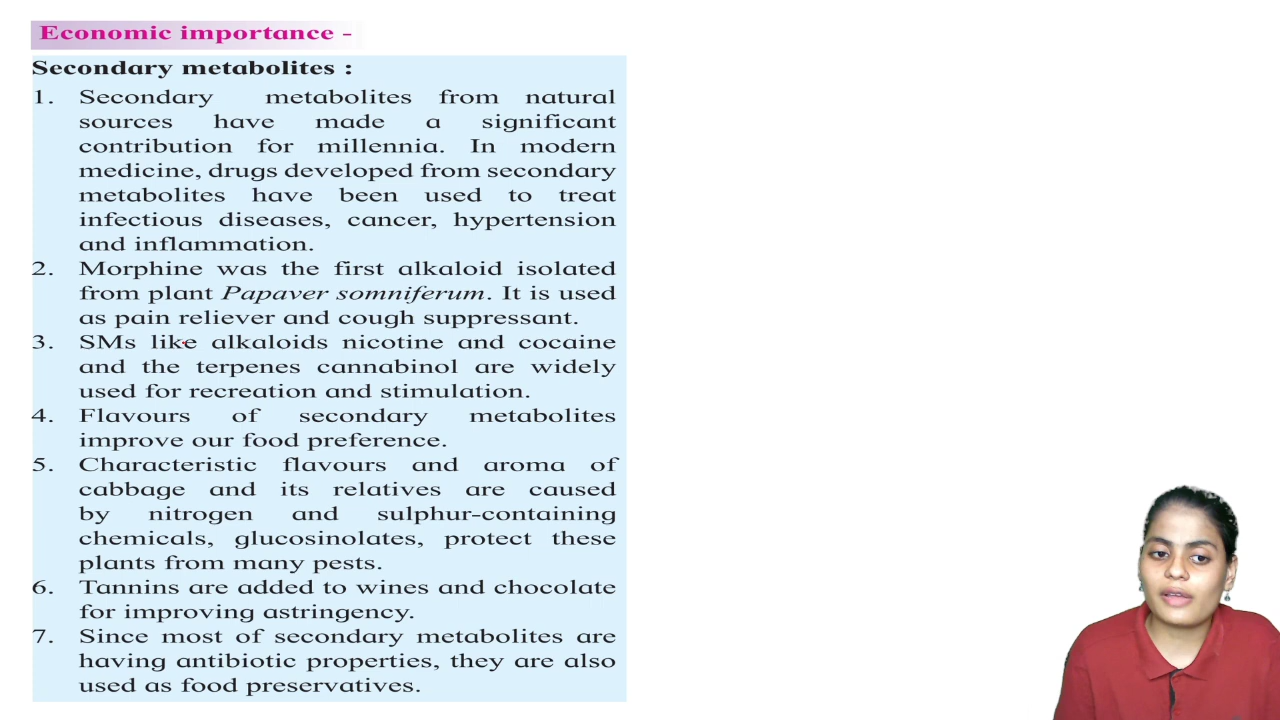 Economic importance -
Secondary metabolites :
1. Secondary metabolites from natural
sources have made a significant
contribution for millennia. In modern
medicine, drugs developed from secondary
metabolites have been used to treat
infectious diseases, cancer, hypertension
and inflammation.
2. Morphine was the first alkaloid isolated
from plant Papaver somniferum. It is used
as pain reliever and cough suppressant.
3. SMs like alkaloids nicotine and cocaine
and the terpenes cannabinol are widely
used for recreation and stimulation.
4. Flavours of secondary metabolites
improve our food preference.
5. Characteristic flavours and aroma of
cabbage and its relatives are caused
by nitrogen and sulphur-containing
chemicals, glucosinolates, protect these
plants from many pests.
6. Tannins are added to wines and chocolate
for improving astringency.
7. Since most of secondary metabolites are
having antibiotic properties, they are also
used as food preservatives.